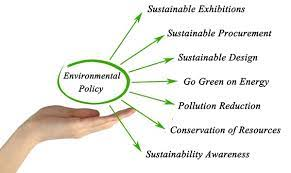 Sustainable Exhibitions
Sustainable Procurement
Sustainable Design
Environmental
Policy
Go Green on Energy
Pollution Reduction
Conservation of Resources
Sustainability Awareness